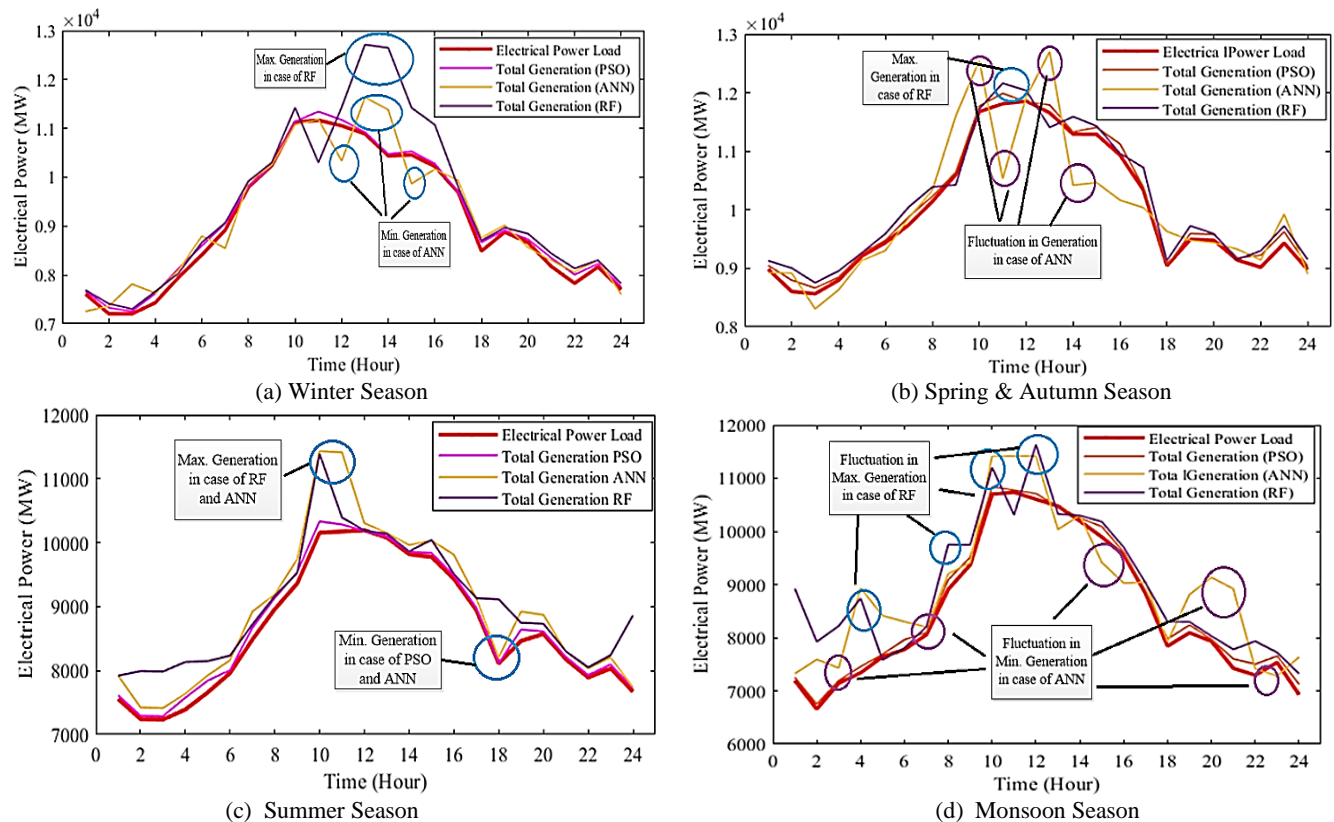 ×10⁴
1.3
1.2
1.1
1
0.9
0.8
0.7
Electrical Power (MW)
0 2 4 6 8 10 12 14 16 18 20 22 24
Time (Hour)
Max. Generation
in case of RF
Min. Generation
in case of ANN
Electrical Power Load
Total Generation (PSO)
Total Generation (ANN)
Total Generation (RF)
(a) Winter Season
×10⁴
1.3
1.2
1.1
1
0.9
0.8
Electrical Power (MW)
0 2 4 6 8 10 12 14 16 18 20 22 24
Time (Hour)
Max.
Generation in
case of RF
Fluctuation in Generation
in case of ANN
Electrica lPower Load
Total Generation (PSO)
Total Generation (ANN)
Total Generation (RF)
(b) Spring & Autumn Season
12000
11000
10000
9000
8000
7000
Electrical Power (MW)
0 2 4 6 8 10 12 14 16 18 20 22 24
Time (Hour)
Max. Generation
in case of RF
and ANN
Min. Generation
in case of PSO
and ANN
Electrical Power Load
Total Generation PSO
Total Generation ANN
Total Generation RF
(c) Summer Season
12000
11000
10000
9000
8000
7000
6000
Electrical Power (MW)
0 2 4 6 8 10 12 14 16 18 20 22 24
Time (Hour)
Fluctuation in
Max. Generation
in case of RF
Fluctuation in
Min. Generation
in case of ANN
Electrical Power Load
Total Generation (PSO)
Tota lGeneration (ANN)
Total Generation (RF)
(d) Monsoon Season